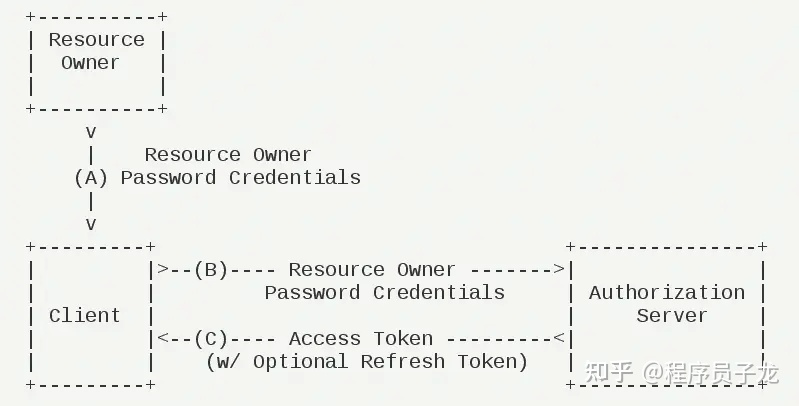 Resource
Owner
Resource Owner
(A) Password Credentials
(B) Resource Owner
Password Credentials
Authorization
Client
Server
(C) Access Token
(w/ Optional Refresh Token)
知乎 @程序员子龙